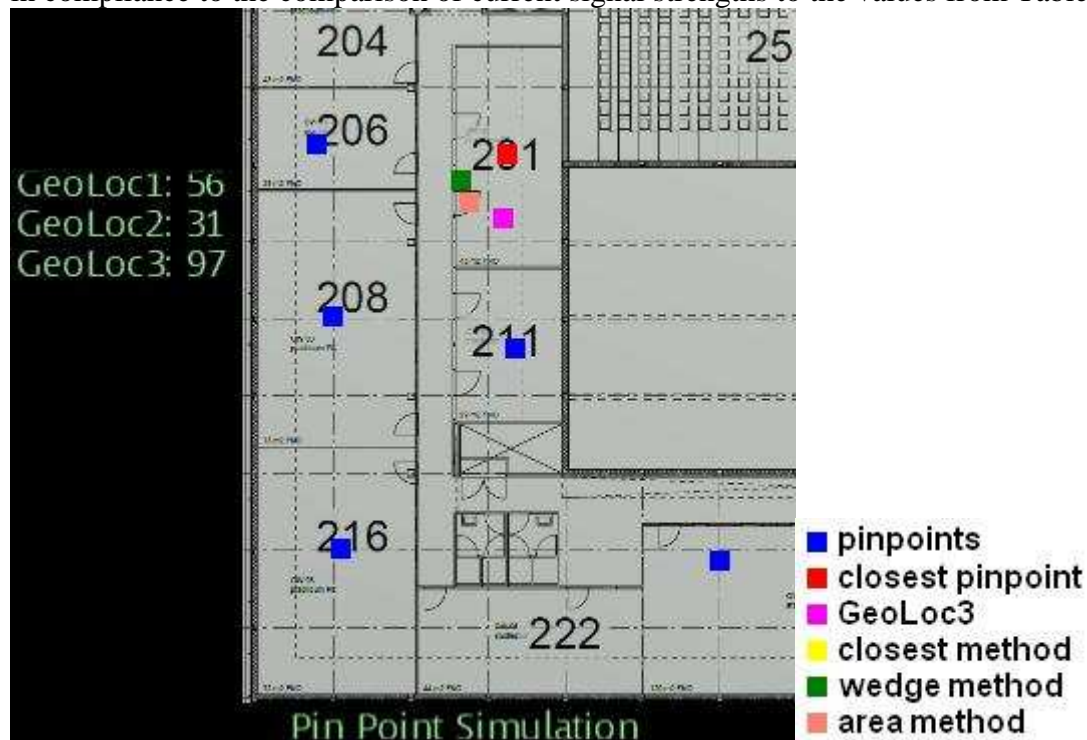 in compliance to the comparison of current signal strengths to the values from Table
204
25
206
201
GeoLoc1: 56
GeoLoc2: 31
GeoLoc3: 97
208
211
216
222
pinpoints
closest pinpoint
GeoLoc3
closest method
wedge method
area method
Pin Point Simulation